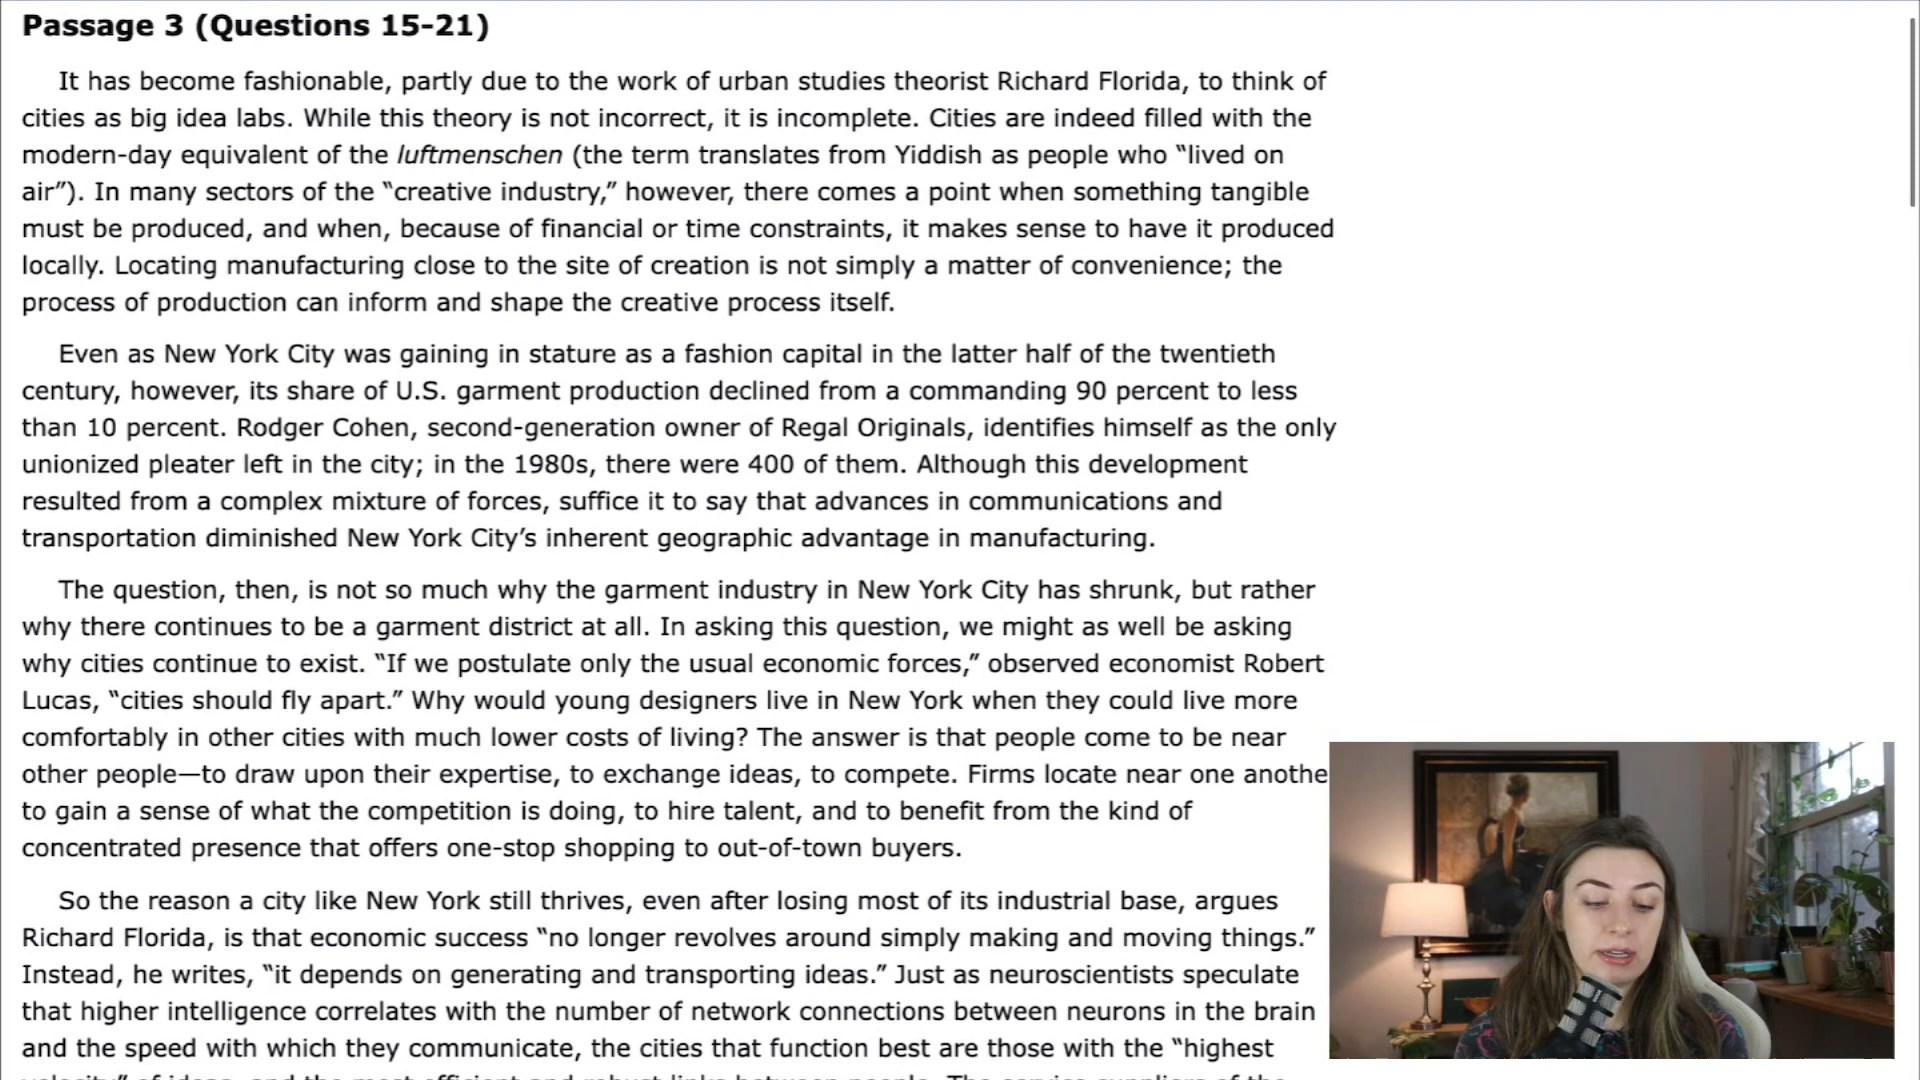 Passage 3 (Questions 15-21)
It has become fashionable, partly due to the work of urban studies theorist Richard Florida, to think of
cities as big idea labs. While this theory is not incorrect, it is incomplete. Cities are indeed filled with the
modern-day equivalent of the luftmenschen (the term translates from Yiddish as people who “lived on
air”). In many sectors of the “creative industry,” however, there comes a point when something tangible
must be produced, and when, because of financial or time constraints, it makes sense to have it produced
locally. Locating manufacturing close to the site of creation is not simply a matter of convenience; the
process of production can inform and shape the creative process itself.
Even as New York City was gaining in stature as a fashion capital in the latter half of the twentieth
century, however, its share of U.S. garment production declined from a commanding 90 percent to less
than 10 percent. Rodger Cohen, second-generation owner of Regal Originals, identifies himself as the only
unionized pleater left in the city; in the 1980s, there were 400 of them. Although this development
resulted from a complex mixture of forces, suffice it to say that advances in communications and
transportation diminished New York City’s inherent geographic advantage in manufacturing.
The question, then, is not so much why the garment industry in New York City has shrunk, but rather
why there continues to be a garment district at all. In asking this question, we might as well be asking
why cities continue to exist. “If we postulate only the usual economic forces,” observed economist Robert
Lucas, “cities should fly apart.” Why would young designers live in New York when they could live more
comfortably in other cities with much lower costs of living? The answer is that people come to be near
other people—to draw upon their expertise, to exchange ideas, to compete. Firms locate near one anothe
to gain a sense of what the competition is doing, to hire talent, and to benefit from the kind of
concentrated presence that offers one-stop shopping to out-of-town buyers.
So the reason a city like New York still thrives, even after losing most of its industrial base, argues
Richard Florida, is that economic success “no longer revolves around simply making and moving things.”
Instead, he writes, “it depends on generating and transporting ideas.” Just as neuroscientists speculate
that higher intelligence correlates with the number of network connections between neurons in the brain
and the speed with which they communicate, the cities that function best are those with the “highest
velocity” of ideas, and the most efficient and robust links between people. The service suppliers of the